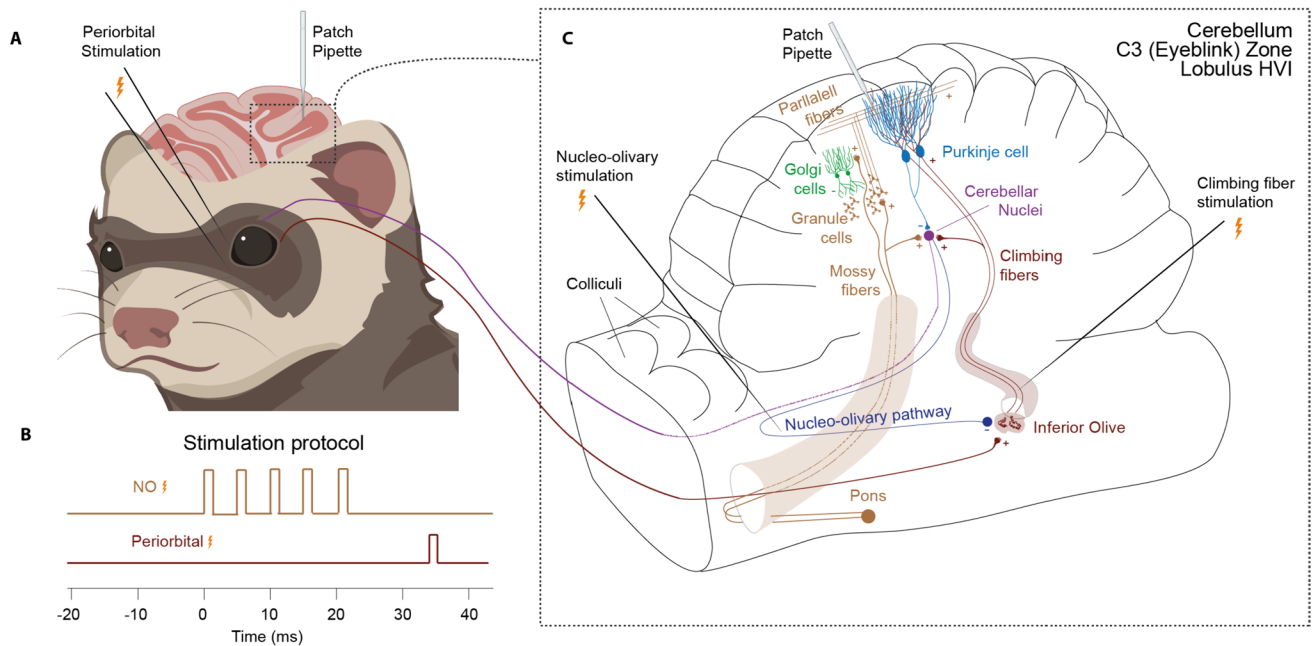 A
Periorbital
Stimulation
Patch
Pipette
B
Stimulation protocol
NO
Periorbital
-20
-10
0
10
20
30
40
Time (ms)
C
Cerebellum
C3 (Eyeblink) Zone
Lobulus HVI
Patch
Pipette
Parllalell
fibers
+
Nucleo-olivary
stimulation
Golgi
cells
-
+
+
Purkinje cell
+
Climbing fiber
stimulation
Granule
cells
Cerebellar
Nuclei
-
+
+
Mossy
fibers
Climbing
fibers
Colliculi
Nucleo-olivary pathway
-
Inferior Olive
+
Pons